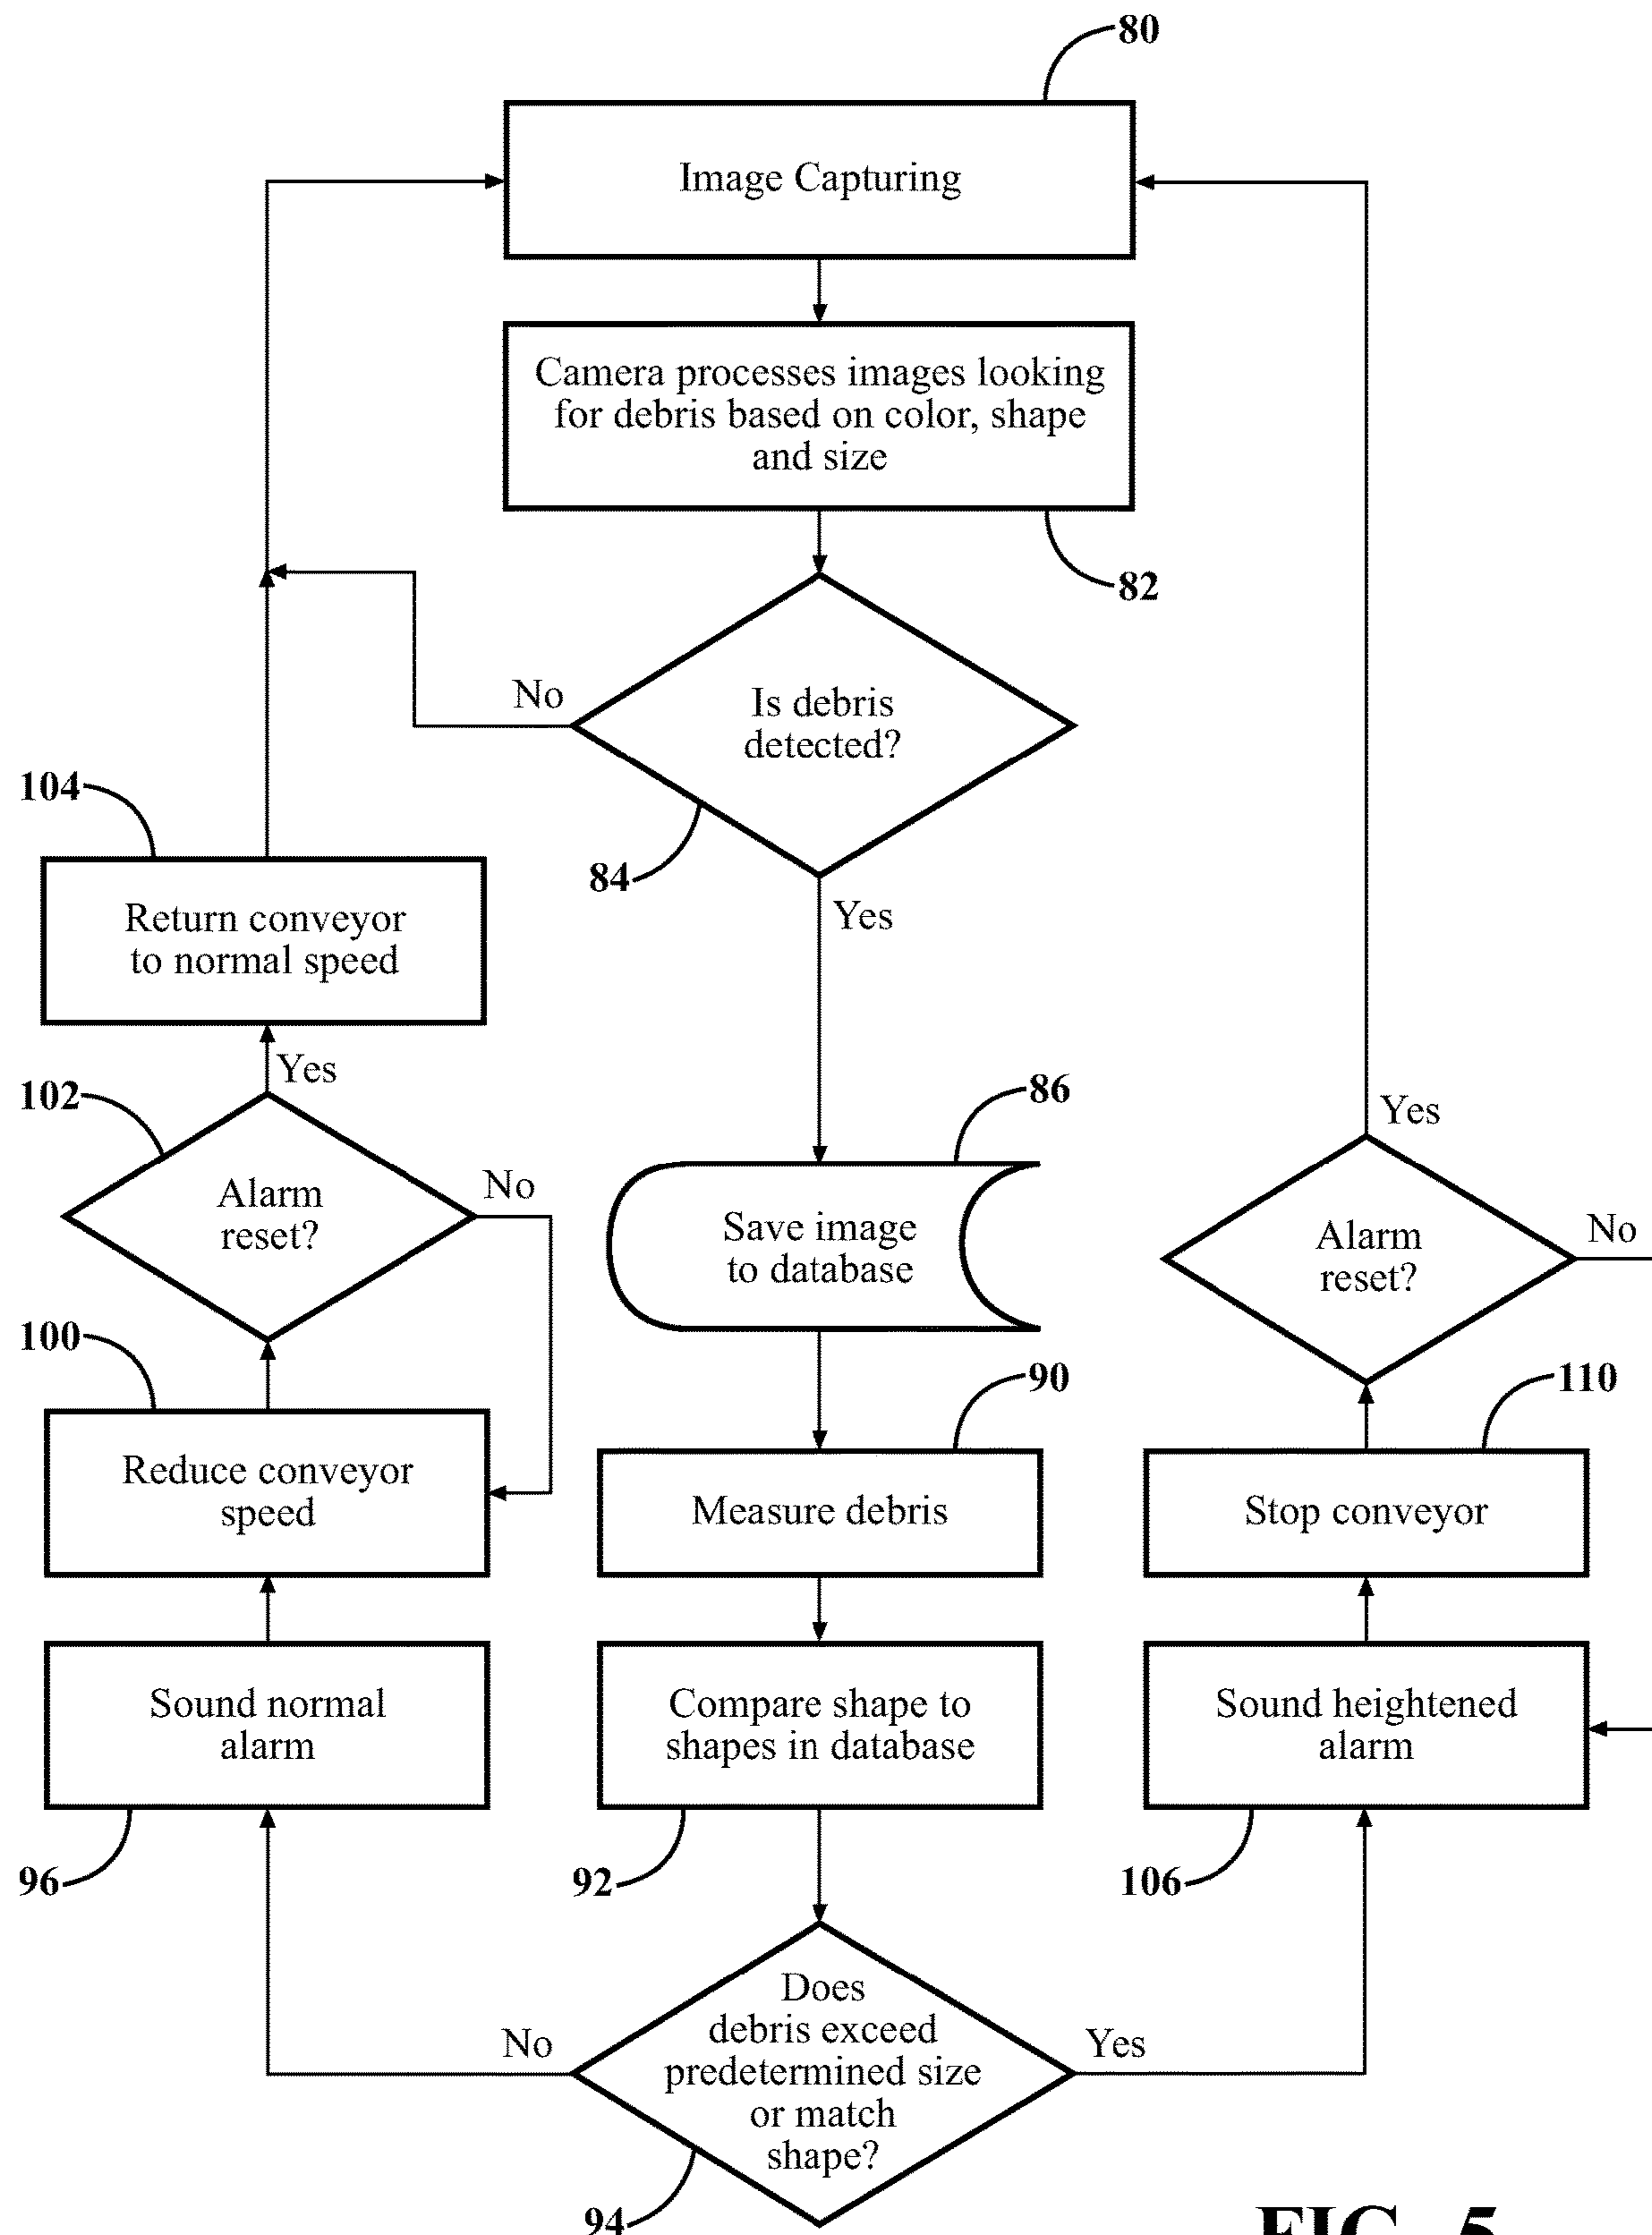 80
Image Capturing
Camera processes images looking
for debris based on color, shape
and size
82
Is debris
detected?
No
Yes
84
104
Return conveyor
to normal speed
Yes
102
Alarm
reset?
No
100
Reduce conveyor
speed
Sound normal
alarm
96
86
Save image
to database
90
Measure debris
Compare shape to
shapes in database
92
Does
debris exceed
predetermined size
or match
shape?
No
Yes
94
Yes
Alarm
reset?
No
110
Stop conveyor
Sound heightened
alarm
106
FIG. 5